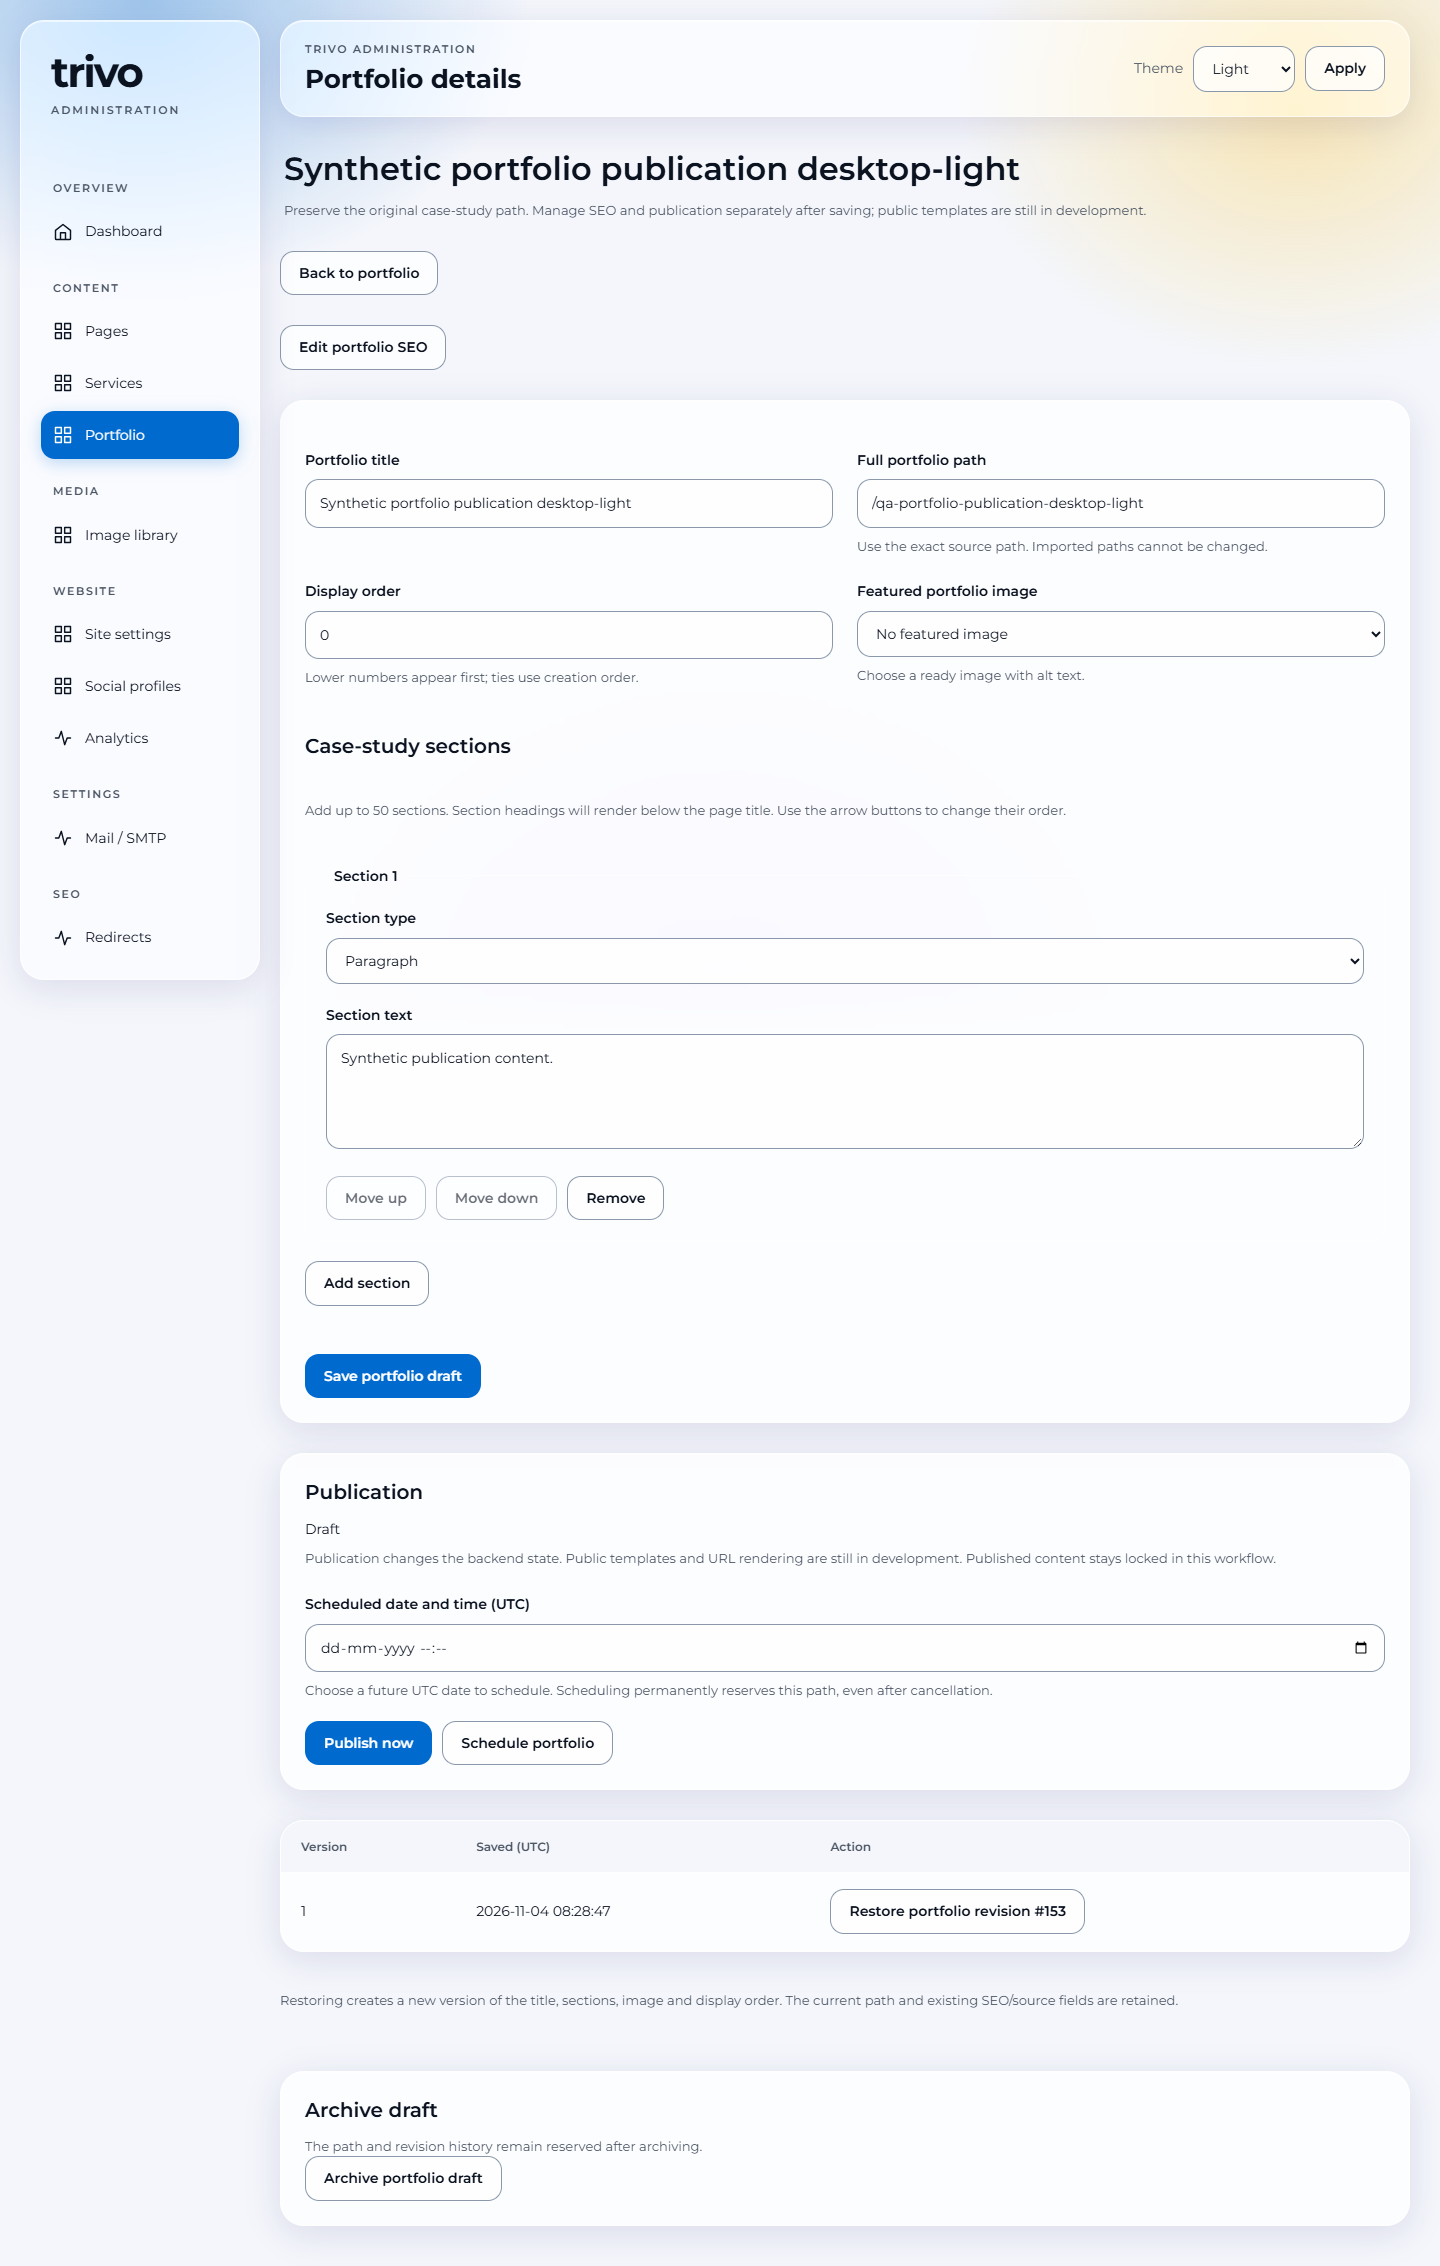 trivo
ADMINISTRATION
OVERVIEW
Dashboard
CONTENT
Pages
Services
Portfolio
MEDIA
Image library
WEBSITE
Site settings
Social profiles
Analytics
SETTINGS
Mail / SMTP
SEO
Redirects
TRIVO ADMINISTRATION
Portfolio details
Theme
Light
Apply
Synthetic portfolio publication desktop-light
Preserve the original case-study path. Manage SEO and publication separately after saving; public templates are still in development.
Back to portfolio
Edit portfolio SEO
Portfolio title
Synthetic portfolio publication desktop-light
Full portfolio path
/qa-portfolio-publication-desktop-light
Use the exact source path. Imported paths cannot be changed.
Display order
0
Lower numbers appear first; ties use creation order.
Featured portfolio image
No featured image
Choose a ready image with alt text.
Case-study sections
Add up to 50 sections. Section headings will render below the page title. Use the arrow buttons to change their order.
Section 1
Section type
Paragraph
Section text
Synthetic publication content.
Move up
Move down
Remove
Add section
Save portfolio draft
Publication
Draft
Publication changes the backend state. Public templates and URL rendering are still in development. Published content stays locked in this workflow.
Scheduled date and time (UTC)
dd-mm-yyyy --:--
Choose a future UTC date to schedule. Scheduling permanently reserves this path, even after cancellation.
Publish now
Schedule portfolio
Version Saved (UTC) Action
1 2026-11-04 08:28:47 Restore portfolio revision #153
Restoring creates a new version of the title, sections, image and display order. The current path and existing SEO/source fields are retained.
Archive draft
The path and revision history remain reserved after archiving.
Archive portfolio draft